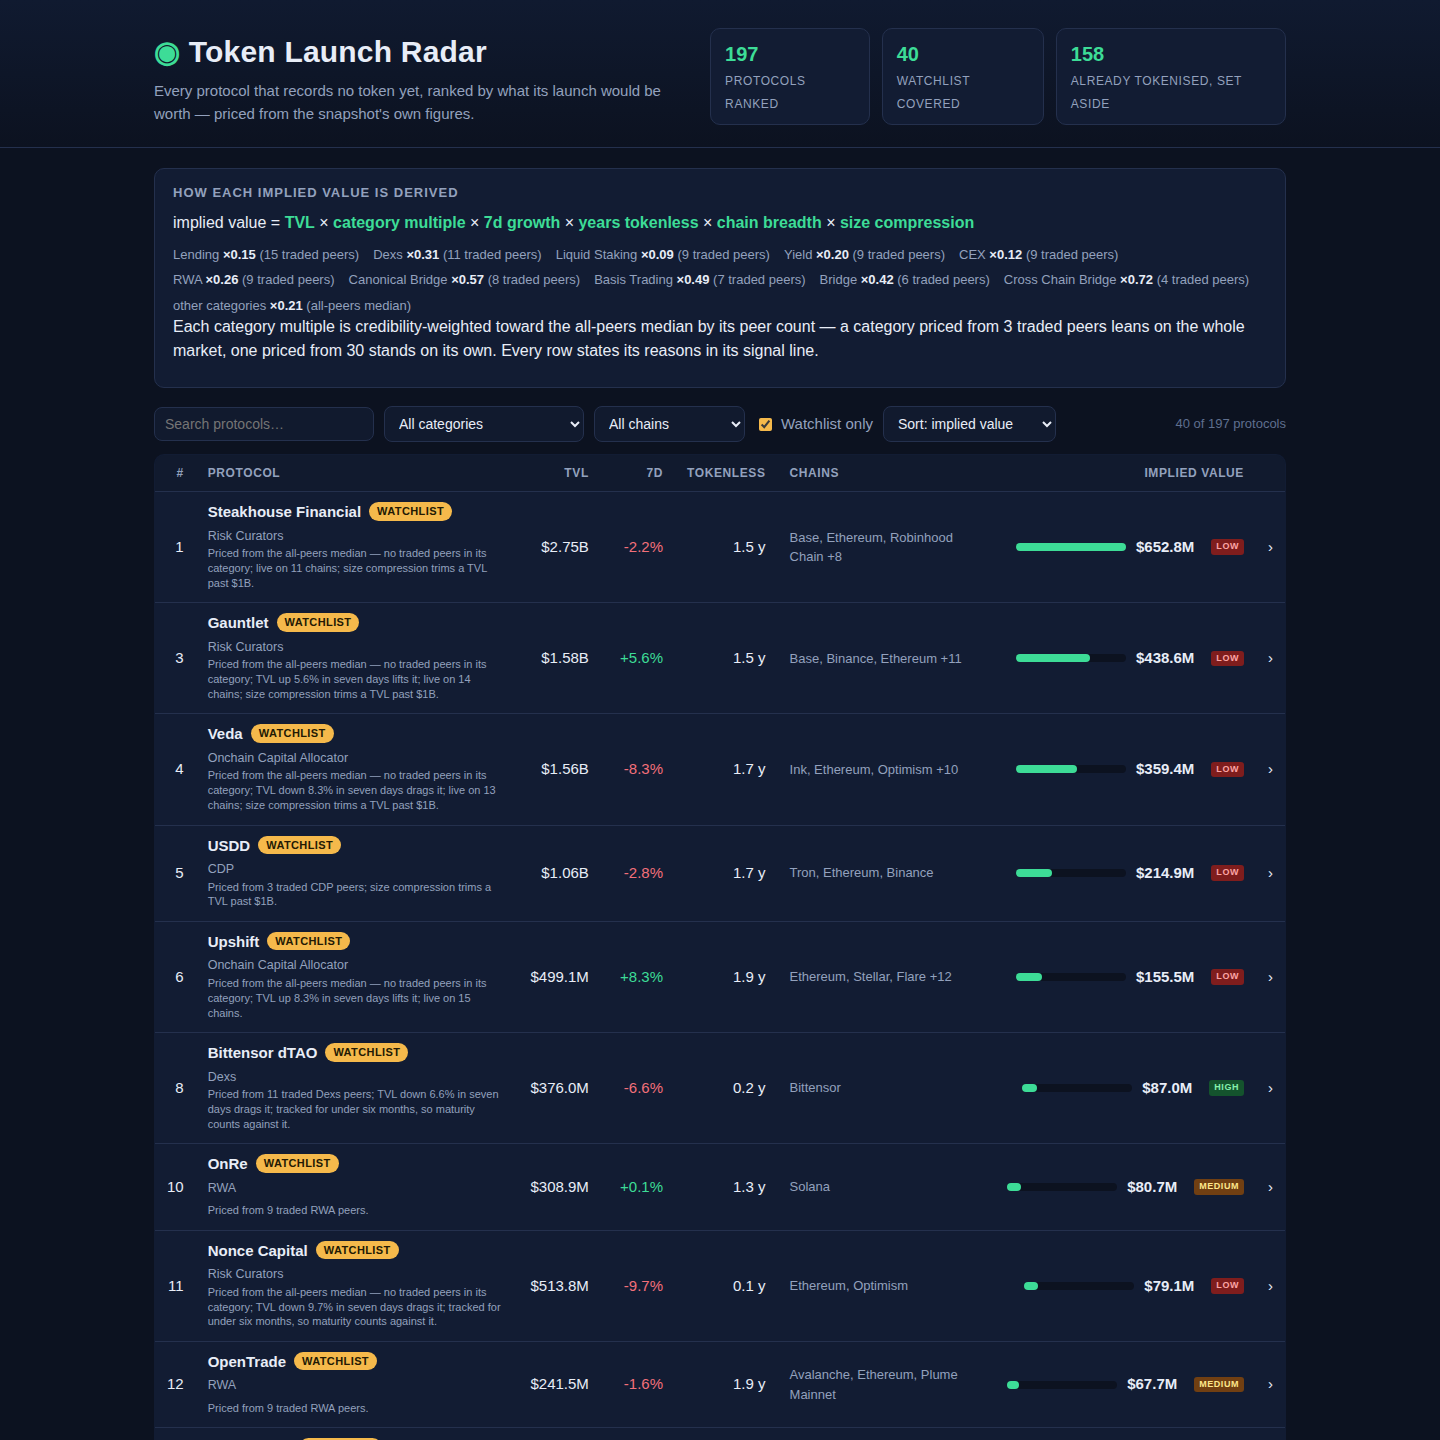 Token Launch Radar
Every protocol that records no token yet, ranked by what its launch would be
worth — priced from the snapshot's own figures.
197
PROTOCOLS
RANKED
40
WATCHLIST
COVERED
158
ALREADY TOKENISED, SET
ASIDE
HOW EACH IMPLIED VALUE IS DERIVED
implied value = TVL × category multiple × 7d growth × years tokenless × chain breadth × size compression
Lending ×0.15 (15 traded peers) Dexs ×0.31 (11 traded peers) Liquid Staking ×0.09 (9 traded peers) Yield ×0.20 (9 traded peers) CEX ×0.12 (9 traded peers)
RWA ×0.26 (9 traded peers) Canonical Bridge ×0.57 (8 traded peers) Basis Trading ×0.49 (7 traded peers) Bridge ×0.42 (6 traded peers) Cross Chain Bridge ×0.72 (4 traded peers)
other categories ×0.21 (all-peers median)
Each category multiple is credibility-weighted toward the all-peers median by its peer count — a category priced from 3 traded peers leans on the whole
market, one priced from 30 stands on its own. Every row states its reasons in its signal line.
Search protocols… All categories All chains Watchlist only Sort: implied value 40 of 197 protocols
# PROTOCOL TVL 7D TOKENLESS CHAINS IMPLIED VALUE
Steakhouse Financial WATCHLIST
Risk Curators
Priced from the all-peers median — no traded peers in its
category; live on 11 chains; size compression trims a TVL
past $1B.
1 $2.75B -2.2% 1.5 y Base, Ethereum, Robinhood
Chain +8
$652.8M LOW ›
Gauntlet WATCHLIST
Risk Curators
Priced from the all-peers median — no traded peers in its
category; TVL up 5.6% in seven days lifts it; live on 14
chains; size compression trims a TVL past $1B.
3 $1.58B +5.6% 1.5 y Base, Binance, Ethereum +11 $438.6M LOW ›
Veda WATCHLIST
Onchain Capital Allocator
Priced from the all-peers median — no traded peers in its
category; TVL down 8.3% in seven days drags it; live on 13
chains; size compression trims a TVL past $1B.
4 $1.56B -8.3% 1.7 y Ink, Ethereum, Optimism +10 $359.4M LOW ›
USDD WATCHLIST
CDP
Priced from 3 traded CDP peers; size compression trims a
TVL past $1B.
5 $1.06B -2.8% 1.7 y Tron, Ethereum, Binance $214.9M LOW ›
Upshift WATCHLIST
Onchain Capital Allocator
Priced from the all-peers median — no traded peers in its
category; TVL up 8.3% in seven days lifts it; live on 15
chains.
6 $499.1M +8.3% 1.9 y Ethereum, Stellar, Flare +12 $155.5M LOW ›
Bittensor dTAO WATCHLIST
Dexs
Priced from 11 traded Dexs peers; TVL down 6.6% in seven
days drags it; tracked for under six months, so maturity
counts against it.
8 $376.0M -6.6% 0.2 y Bittensor $87.0M HIGH ›
OnRe WATCHLIST
RWA
Priced from 9 traded RWA peers.
10 $308.9M +0.1% 1.3 y Solana $80.7M MEDIUM ›
Nonce Capital WATCHLIST
Risk Curators
Priced from the all-peers median — no traded peers in its
category; TVL down 9.7% in seven days drags it; tracked for
under six months, so maturity counts against it.
11 $513.8M -9.7% 0.1 y Ethereum, Optimism $79.1M LOW ›
OpenTrade WATCHLIST
RWA
Priced from 9 traded RWA peers.
12 $241.5M -1.6% 1.9 y Avalanche, Ethereum, Plume
Mainnet
$67.7M MEDIUM ›